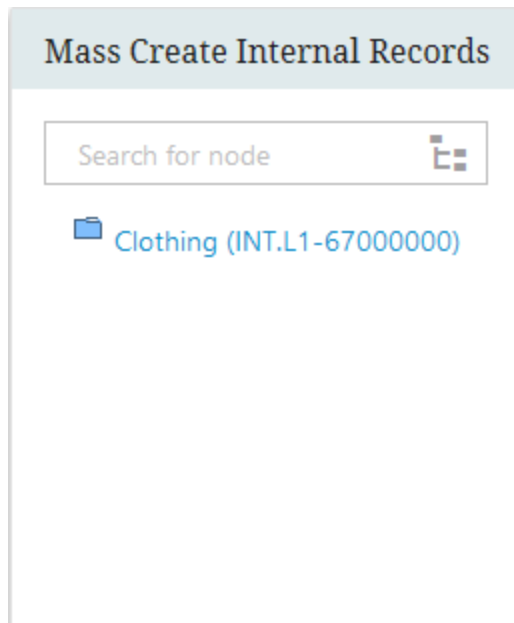 Mass Create Internal Records
Search for node
Clothing (INT.L1-67000000)